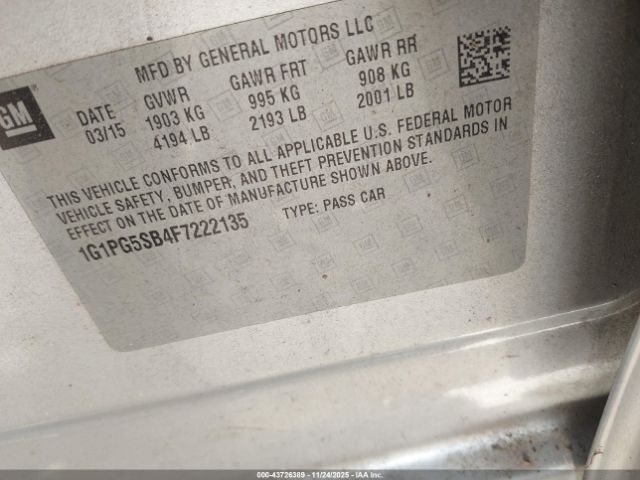 GM
MFD BY GENERAL MOTORS LLC
DATE GVWR GAWR FRT GAWR RR
03/15 1903 KG 995 KG 908 KG
4194 LB 2193 LB 2001 LB
THIS VEHICLE CONFORMS TO ALL APPLICABLE U.S. FEDERAL MOTOR
VEHICLE SAFETY, BUMPER, AND THEFT PREVENTION STANDARDS IN
EFFECT ON THE DATE OF MANUFACTURE SHOWN ABOVE.
1G1PG5SB4F7222135 TYPE: PASS CAR
000-43726389 - 11/24/2025 - IAA Inc.